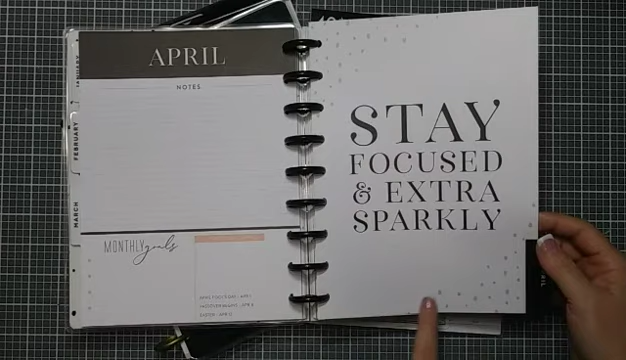 APRIL
NOTES
JANUARY
FEBRUARY
MARCH
MONTHLY goals
STAY
FOCUSED
& EXTRA
SPARKLY